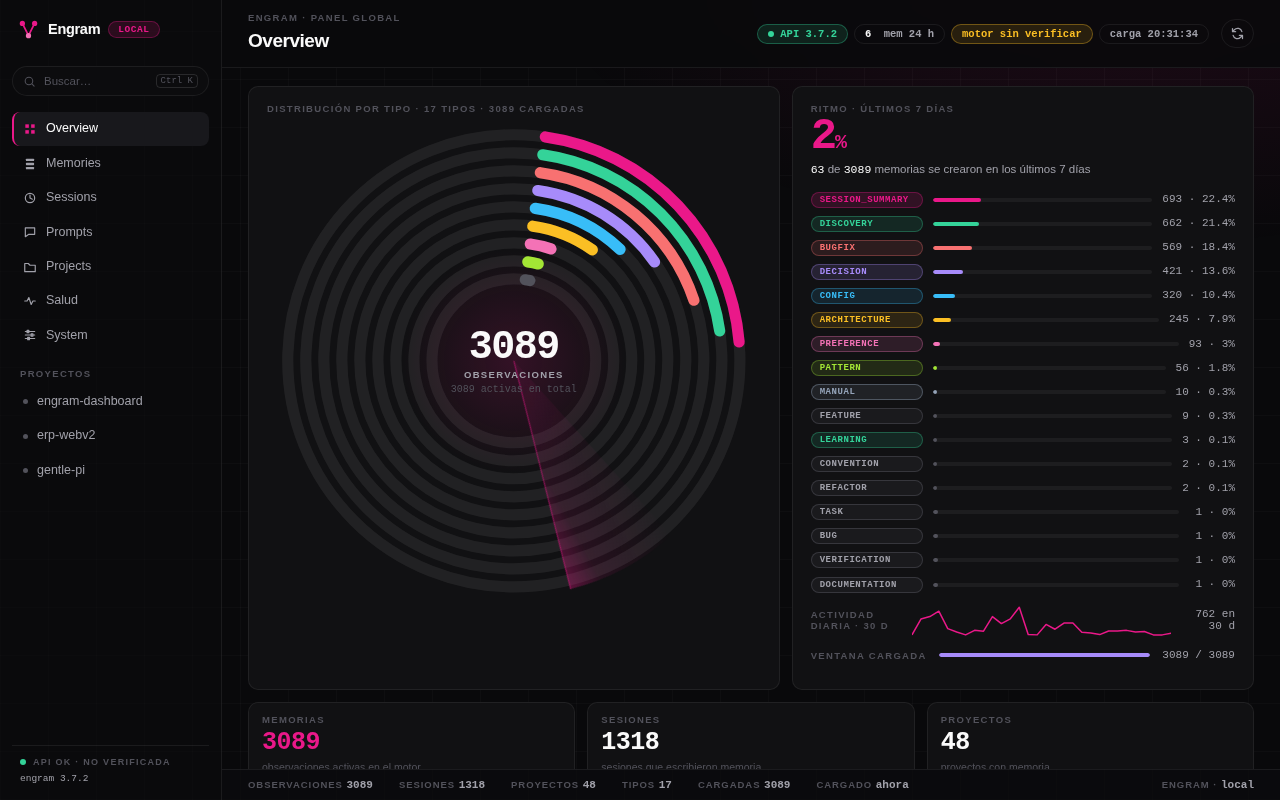 Engram LOCAL
Buscar… Ctrl K
Overview
Memories
Sessions
Prompts
Projects
Salud
System
PROYECTOS
engram-dashboard
erp-webv2
gentle-pi
API OK · NO VERIFICADA
engram 3.7.2
ENGRAM · PANEL GLOBAL
Overview
API 3.7.2
6 mem 24 h
motor sin verificar
carga 20:31:34
DISTRIBUCIÓN POR TIPO · 17 TIPOS · 3089 CARGADAS
3089
OBSERVACIONES
3089 activas en total
RITMO · ÚLTIMOS 7 DÍAS
2%
63 de 3089 memorias se crearon en los últimos 7 días
SESSION_SUMMARY 693 · 22.4%
DISCOVERY 662 · 21.4%
BUGFIX 569 · 18.4%
DECISION 421 · 13.6%
CONFIG 320 · 10.4%
ARCHITECTURE 245 · 7.9%
PREFERENCE 93 · 3%
PATTERN 56 · 1.8%
MANUAL 10 · 0.3%
FEATURE 9 · 0.3%
LEARNING 3 · 0.1%
CONVENTION 2 · 0.1%
REFACTOR 2 · 0.1%
TASK 1 · 0%
BUG 1 · 0%
VERIFICATION 1 · 0%
DOCUMENTATION 1 · 0%
ACTIVIDAD
DIARIA · 30 D
762 en
30 d
VENTANA CARGADA 3089 / 3089
MEMORIAS
3089
observaciones activas en el motor
SESIONES
1318
sesiones que escribieron memoria
PROYECTOS
48
proyectos con memoria
OBSERVACIONES 3089 SESIONES 1318 PROYECTOS 48 TIPOS 17 CARGADAS 3089 CARGADO ahora ENGRAM · local